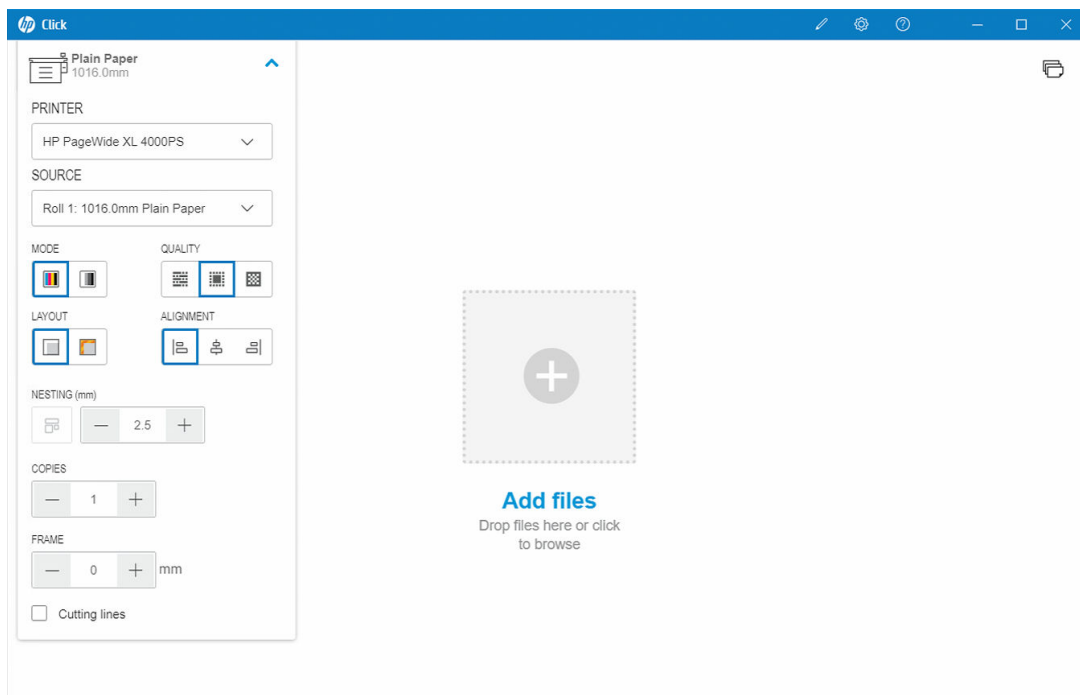 hp Click
Plain Paper
1016.0mm
PRINTER
HP PageWide XL 4000PS
SOURCE
Roll 1: 1016.0mm Plain Paper
MODE QUALITY
LAYOUT ALIGNMENT
NESTING (mm)
2.5
COPIES
1
FRAME
0 mm
Cutting lines
Add files
Drop files here or click
to browse